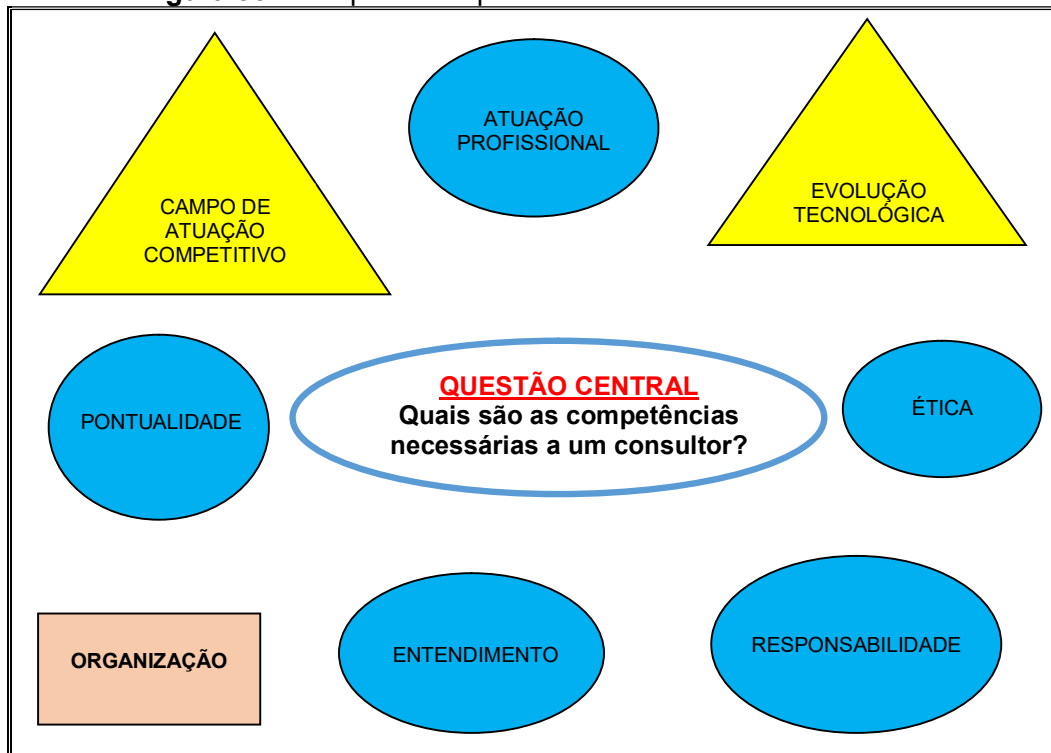 ATUAÇÃO
PROFISSIONAL
CAMPO DE
ATUAÇÃO
COMPETITIVO
EVOLUÇÃO
TECNOLÓGICA
PONTUALIDADE
QUESTÃO CENTRAL
Quais são as competências
necessárias a um consultor?
ÉTICA
ORGANIZAÇÃO
ENTENDIMENTO
RESPONSABILIDADE